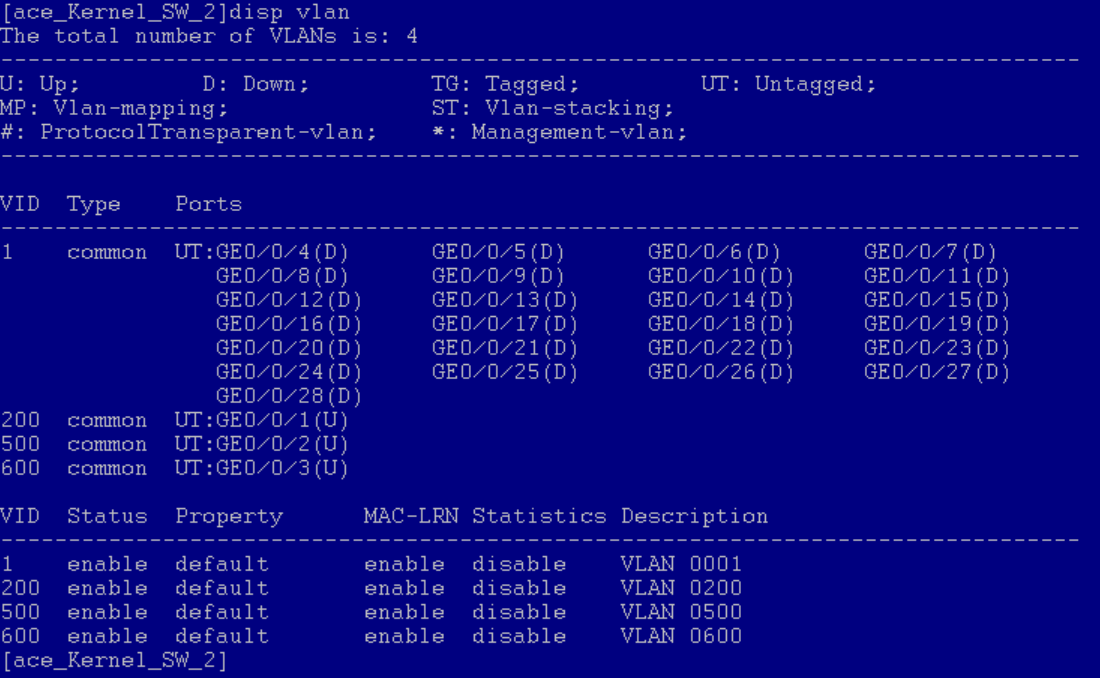 [ace_Kernel_SW_2]disp vlan
The total number of VLANs is: 4
--------------------------------------------------------------------------------
U: Up;         D: Down;         TG: Tagged;         UT: Untagged;
MP: Vlan-mapping;               ST: Vlan-stacking;
#: ProtocolTransparent-vlan;    *: Management-vlan;
--------------------------------------------------------------------------------
VID  Type    Ports
--------------------------------------------------------------------------------
1    common  UT:GE0/0/4(D)      GE0/0/5(D)      GE0/0/6(D)      GE0/0/7(D)
                GE0/0/8(D)      GE0/0/9(D)      GE0/0/10(D)     GE0/0/11(D)
                GE0/0/12(D)     GE0/0/13(D)     GE0/0/14(D)     GE0/0/15(D)
                GE0/0/16(D)     GE0/0/17(D)     GE0/0/18(D)     GE0/0/19(D)
                GE0/0/20(D)     GE0/0/21(D)     GE0/0/22(D)     GE0/0/23(D)
                GE0/0/24(D)     GE0/0/25(D)     GE0/0/26(D)     GE0/0/27(D)
                GE0/0/28(D)
200  common  UT:GE0/0/1(U)
500  common  UT:GE0/0/2(U)
600  common  UT:GE0/0/3(U)
VID  Status  Property      MAC-LRN Statistics Description
--------------------------------------------------------------------------------
1    enable  default       enable  disable    VLAN 0001
200  enable  default       enable  disable    VLAN 0200
500  enable  default       enable  disable    VLAN 0500
600  enable  default       enable  disable    VLAN 0600
[ace_Kernel_SW_2]